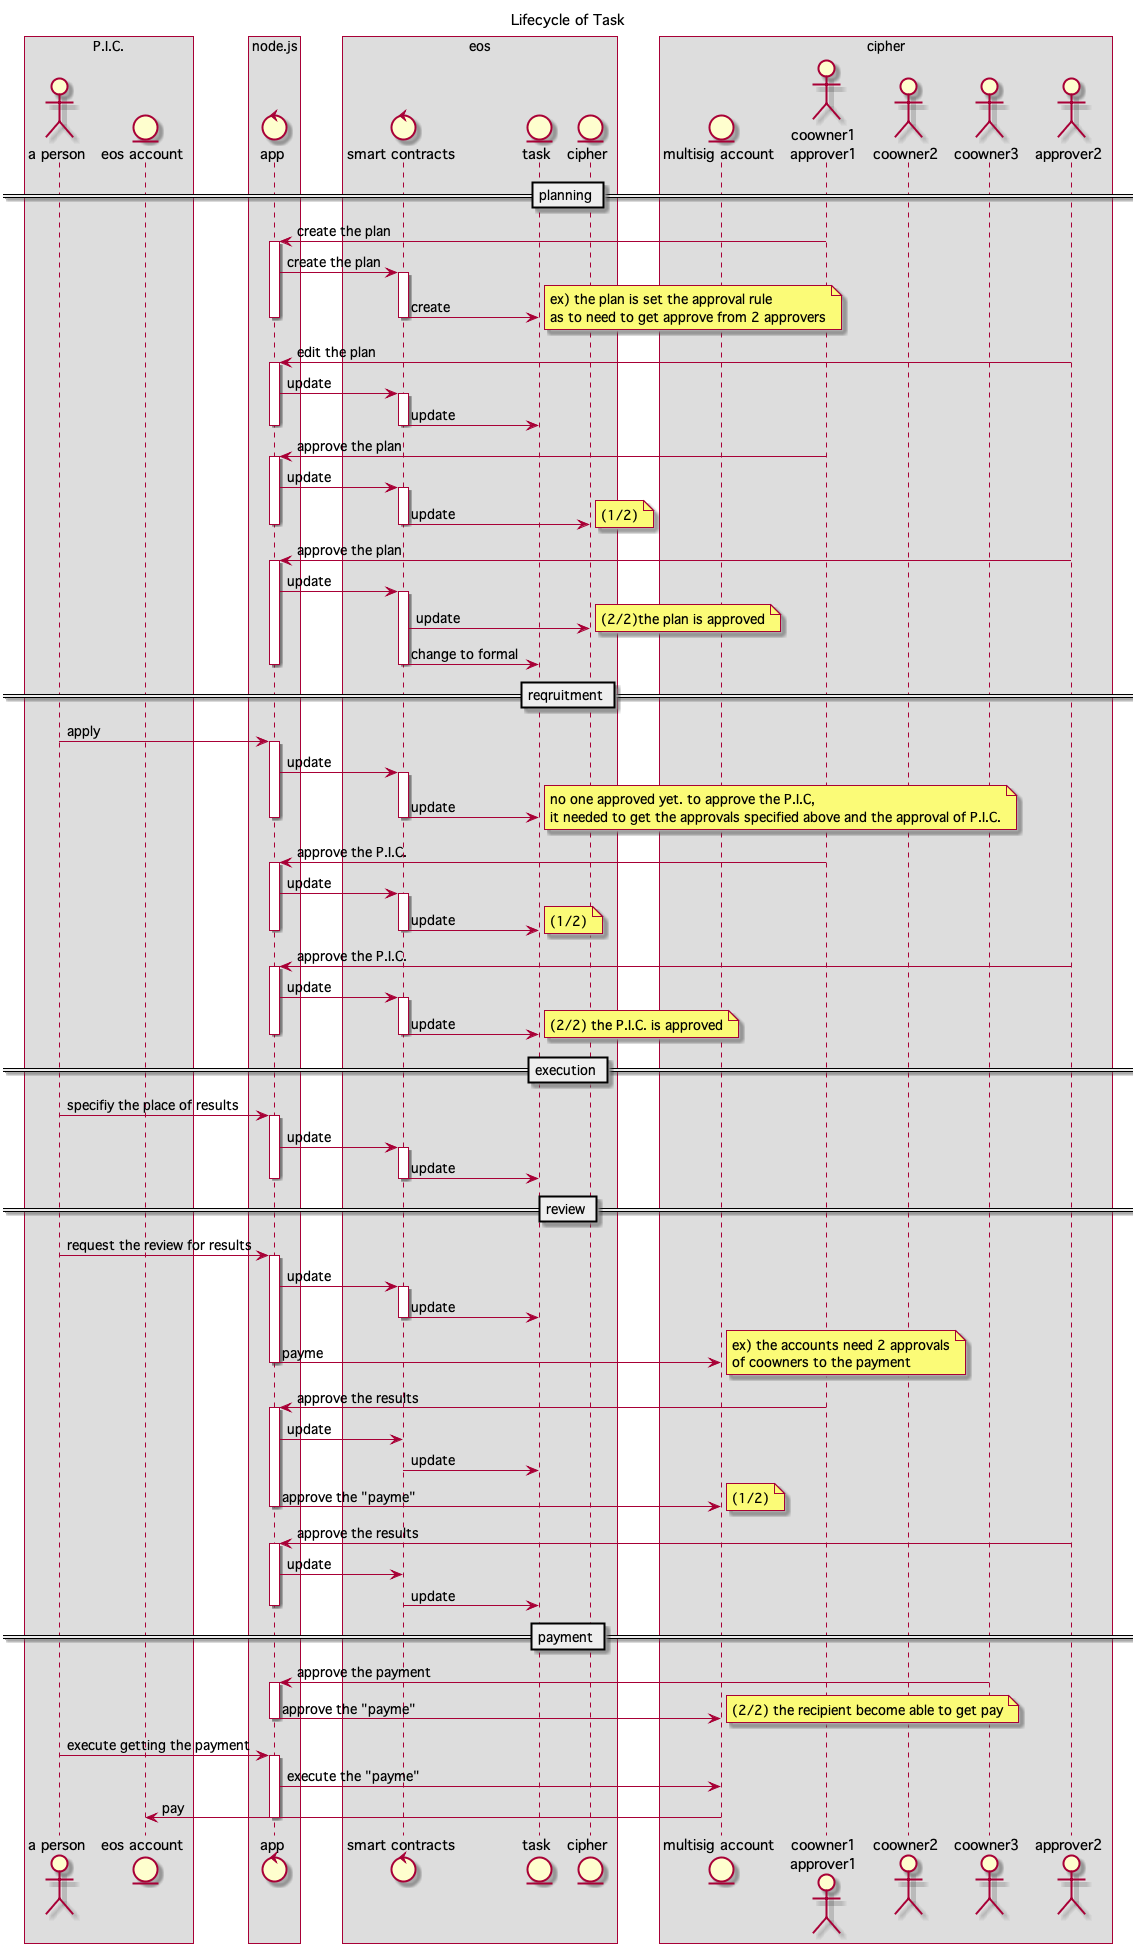 Lifecycle of Task
P.I.C.
node.js
eos
cipher
a person
eos account
app
smart contracts
task
cipher
multisig account
coowner1
approver1
coowner2
coowner3
approver2
planning
create the plan
create the plan
create
ex) the plan is set the approval rule
as to need to get approve from 2 approvers
edit the plan
update
update
approve the plan
update
update
(1/2)
approve the plan
update
update
(2/2)the plan is approved
change to formal
reqruitment
apply
update
update
no one approved yet. to approve the P.I.C,
it needed to get the approvals specified above and the approval of P.I.C.
approve the P.I.C.
update
update
(1/2)
approve the P.I.C.
update
update
(2/2) the P.I.C. is approved
execution
specifiy the place of results
update
update
review
request the review for results
update
update
payme
ex) the accounts need 2 approvals
of coowners to the payment
approve the results
update
update
approve the "payme"
(1/2)
approve the results
update
update
payment
approve the payment
approve the "payme"
(2/2) the recipient become able to get pay
execute getting the payment
execute the "payme"
pay
a person
eos account
app
smart contracts
task
cipher
multisig account
coowner1
approver1
coowner2
coowner3
approver2